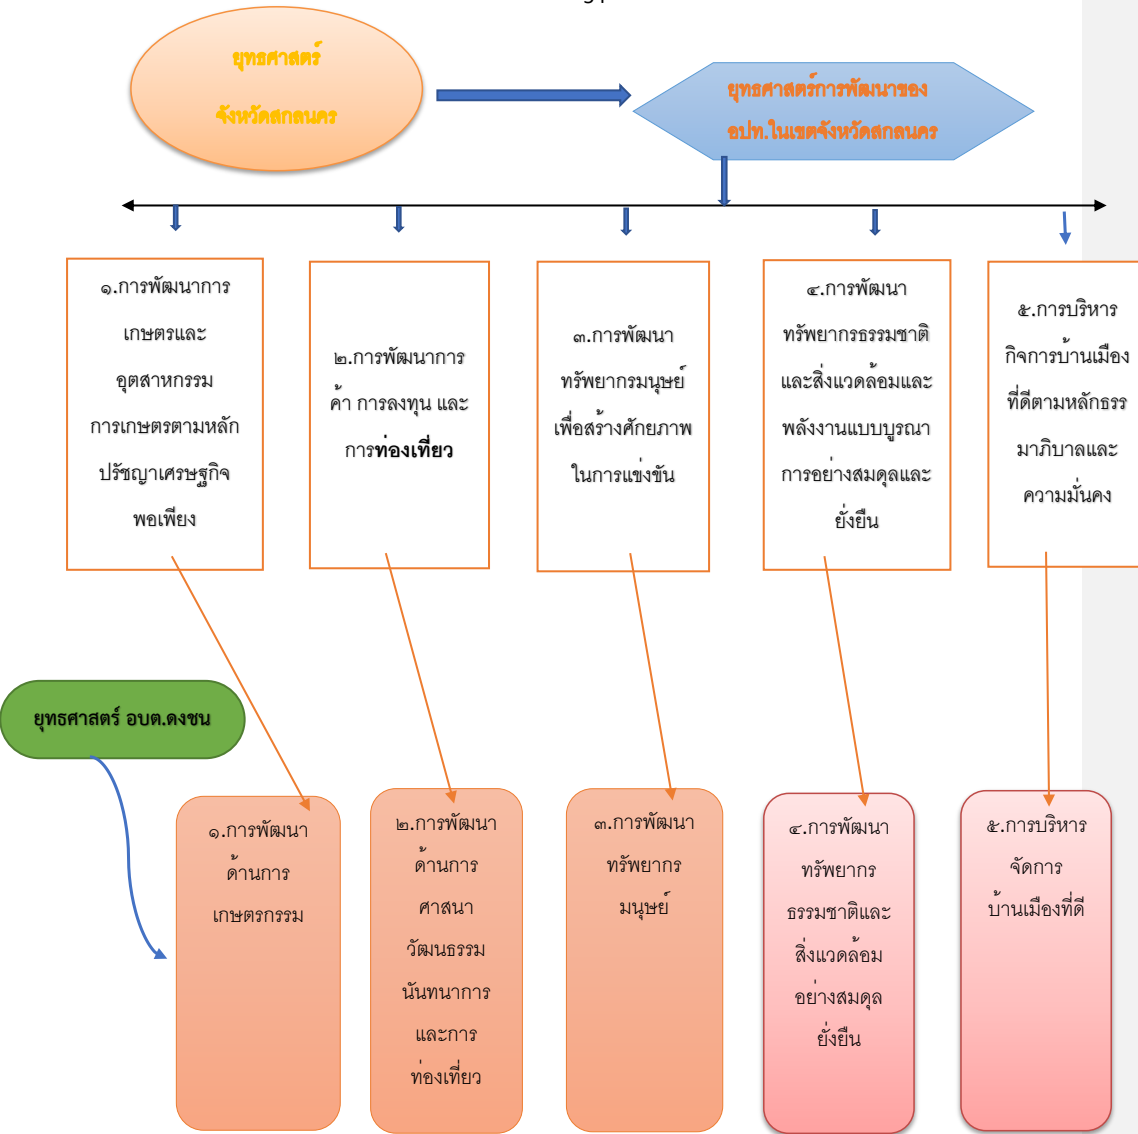 ยุทธศาสตร์
จังหวัดสกลนคร
ยุทธศาสตร์การพัฒนาของ
อปท.ในเขตจังหวัดสกลนคร
๑.การพัฒนาการ
เกษตรและ
อุตสาหกรรม
การเกษตรตามหลัก
ปรัชญาเศรษฐกิจ
พอเพียง
๒.การพัฒนาการ
ค้า การลงทุน และ
การท่องเที่ยว
๓.การพัฒนา
ทรัพยากรมนุษย์
เพื่อสร้างศักยภาพ
ในการแข่งขัน
๔.การพัฒนา
ทรัพยากรธรรมชาติ
และสิ่งแวดล้อมและ
พลังงานแบบบูรณา
การอย่างสมดุลและ
ยั่งยืน
๕.การบริหาร
กิจการบ้านเมือง
ที่ดีตามหลักธรร
มาภิบาลและ
ความมั่นคง
ยุทธศาสตร์ อบต.ดงชน
๑.การพัฒนา
ด้านการ
เกษตรกรรม
๒.การพัฒนา
ด้านการ
ศาสนา
วัฒนธรรม
นันทนาการ
และการ
ท่องเที่ยว
๓.การพัฒนา
ทรัพยากร
มนุษย์
๔.การพัฒนา
ทรัพยากร
ธรรมชาติและ
สิ่งแวดล้อม
อย่างสมดุล
ยั่งยืน
๕.การบริหาร
จัดการ
บ้านเมืองที่ดี